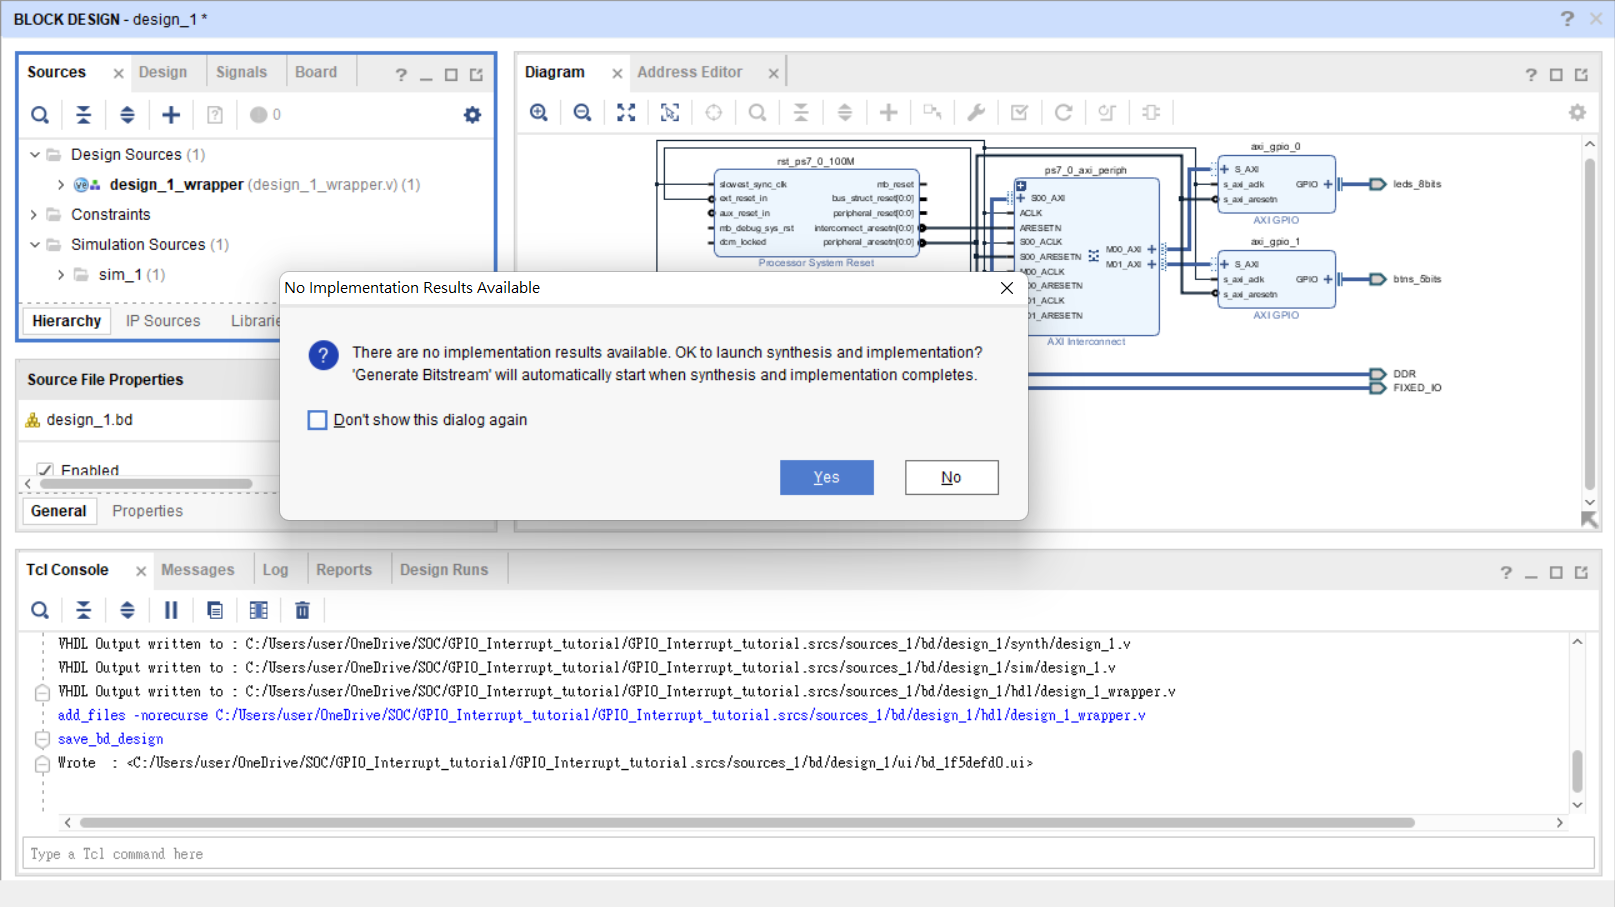 BLOCK DESIGN - design_1 *
Sources
Design
Signals
Board
0
Design Sources (1)
design_1_wrapper (design_1_wrapper.v) (1)
Constraints
Simulation Sources (1)
sim_1 (1)
Hierarchy
IP Sources
Source File Properties
design_1.bd
Enabled
General
Properties
Diagram
Address Editor
rst_ps7_0_100M
slowest_sync_clk
ext_reset_in
aux_reset_in
mb_debug_sys_rst
dcm_locked
mb_reset
bus_struct_reset[0:0]
peripheral_reset[0:0]
interconnect_aresetn[0:0]
peripheral_aresetn[0:0]
Processor System Reset
ps7_0_axi_periph
S00_AXI
ACLK
ARESETN
S00_ACLK
S00_ARESETN
M00_ACLK
M00_AXI
M01_AXI
AXI Interconnect
axi_gpio_0
S_AXI
s_axi_aclk
s_axi_aresetn
GPIO
AXI GPIO
leds_8bits
axi_gpio_1
S_AXI
s_axi_aclk
s_axi_aresetn
GPIO
AXI GPIO
btns_5bits
DDR
FIXED_IO
No Implementation Results Available
There are no implementation results available. OK to launch synthesis and implementation?
'Generate Bitstream' will automatically start when synthesis and implementation completes.
Don't show this dialog again
Yes
No
Tcl Console
Messages
Log
Reports
Design Runs
VHDL Output written to : C:/Users/user/OneDrive/SOC/GPIO_Interrupt_tutorial/GPIO_Interrupt_tutorial.srcs/sources_1/bd/design_1/synth/design_1.v
VHDL Output written to : C:/Users/user/OneDrive/SOC/GPIO_Interrupt_tutorial/GPIO_Interrupt_tutorial.srcs/sources_1/bd/design_1/sim/design_1.v
VHDL Output written to : C:/Users/user/OneDrive/SOC/GPIO_Interrupt_tutorial/GPIO_Interrupt_tutorial.srcs/sources_1/bd/design_1/hdl/design_1_wrapper.v
add_files -norecurse C:/Users/user/OneDrive/SOC/GPIO_Interrupt_tutorial/GPIO_Interrupt_tutorial.srcs/sources_1/bd/design_1/hdl/design_1_wrapper.v
save_bd_design
Wrote  : <C:/Users/user/OneDrive/SOC/GPIO_Interrupt_tutorial/GPIO_Interrupt_tutorial.srcs/sources_1/bd/design_1/ui/bd_1f5defd0.ui>
Type a Tcl command here